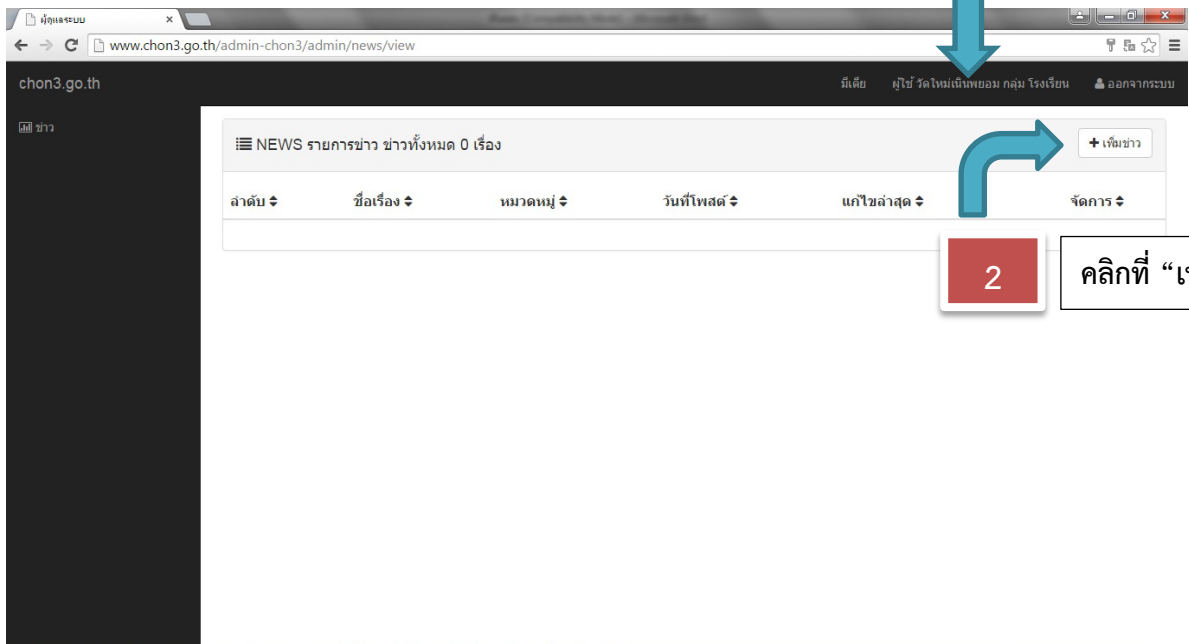 ผู้ดูแลระบบ
www.chon3.go.th/admin-chon3/admin/news/view
chon3.go.th มีเดีย ผู้ใช้ วัดใหม่เนินพยอม กลุ่ม โรงเรียน ออกจากระบบ
ข่าว
NEWS รายการข่าว ข่าวทั้งหมด 0 เรื่อง เพิ่มข่าว
ลำดับ ชื่อเรื่อง หมวดหมู่ วันที่โพสต์ แก้ไขล่าสุด จัดการ
2 คลิกที่